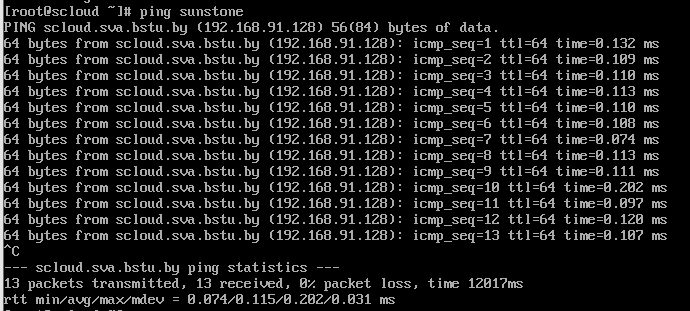 [root@scloud ~]# ping sunstone
PING scloud.sva.bstu.by (192.168.91.128) 56(84) bytes of data.
64 bytes from scloud.sva.bstu.by (192.168.91.128): icmp_seq=1 ttl=64 time=0.132 ms
64 bytes from scloud.sva.bstu.by (192.168.91.128): icmp_seq=2 ttl=64 time=0.109 ms
64 bytes from scloud.sva.bstu.by (192.168.91.128): icmp_seq=3 ttl=64 time=0.110 ms
64 bytes from scloud.sva.bstu.by (192.168.91.128): icmp_seq=4 ttl=64 time=0.113 ms
64 bytes from scloud.sva.bstu.by (192.168.91.128): icmp_seq=5 ttl=64 time=0.110 ms
64 bytes from scloud.sva.bstu.by (192.168.91.128): icmp_seq=6 ttl=64 time=0.108 ms
64 bytes from scloud.sva.bstu.by (192.168.91.128): icmp_seq=7 ttl=64 time=0.074 ms
64 bytes from scloud.sva.bstu.by (192.168.91.128): icmp_seq=8 ttl=64 time=0.113 ms
64 bytes from scloud.sva.bstu.by (192.168.91.128): icmp_seq=9 ttl=64 time=0.111 ms
64 bytes from scloud.sva.bstu.by (192.168.91.128): icmp_seq=10 ttl=64 time=0.202 ms
64 bytes from scloud.sva.bstu.by (192.168.91.128): icmp_seq=11 ttl=64 time=0.097 ms
64 bytes from scloud.sva.bstu.by (192.168.91.128): icmp_seq=12 ttl=64 time=0.120 ms
64 bytes from scloud.sva.bstu.by (192.168.91.128): icmp_seq=13 ttl=64 time=0.107 ms
^C
--- scloud.sva.bstu.by ping statistics ---
13 packets transmitted, 13 received, 0% packet loss, time 12017ms
rtt min/avg/max/mdev = 0.074/0.115/0.202/0.031 ms